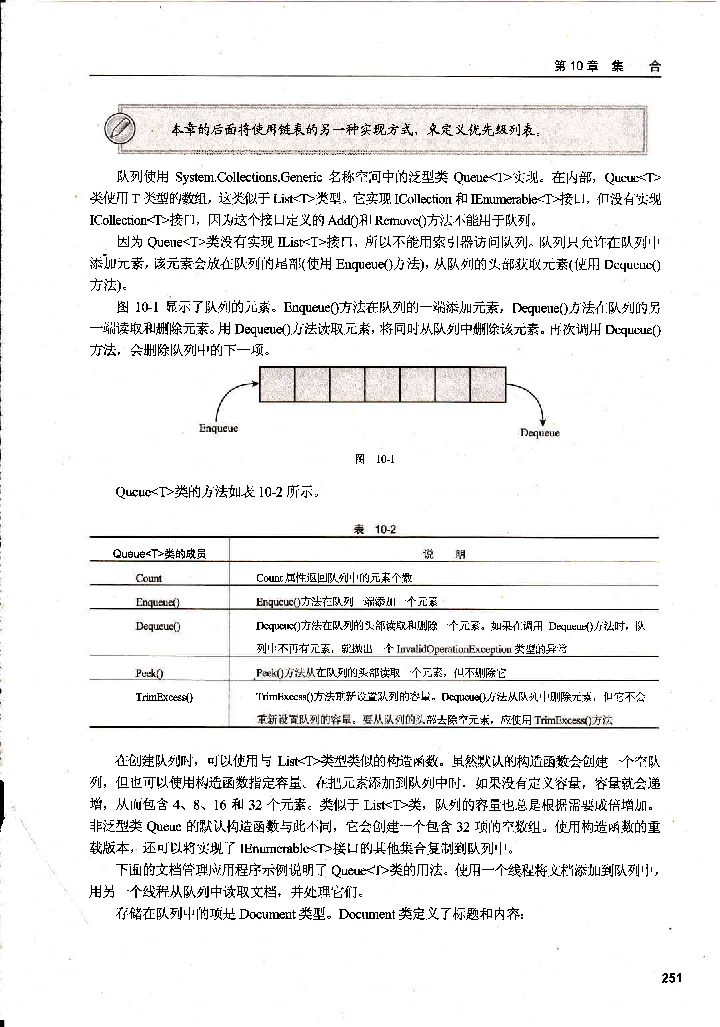 第10章 集 合
本章的后面将使用链表的另一种实现方式，来定义优先级列表。
队列使用 System.Collections.Generic 名称空间中的泛型类 Queue<T>实现。在内部，Queue<T>
类使用 T 类型的数组，这类似于 List<T>类型。它实现 ICollection 和 IEnumerable<T>接口，但没有实现
ICollection<T>接口，因为这个接口定义的 Add()和 Remove()方法不能用于队列。
因为 Queue<T>类没有实现 IList<T>接口，所以不能用索引器访问队列。队列只允许在队列中
添加元素，该元素会放在队列的尾部(使用 Enqueue()方法)，从队列的头部获取元素(使用 Dequeue()
方法)。
图 10-1 显示了队列的元素。Enqueue()方法在队列的一端添加元素，Dequeue()方法在队列的另
一端读取和删除元素。用 Dequeue()方法读取元素，将同时从队列中删除该元素。再次调用 Dequeue()
方法，会删除队列中的下一项。
Enqueue
Dequeue
图 10-1
Queue<T>类的方法如表 10-2 所示。
表 10-2
Queue<T>类的成员 说 明
Count Count 属性返回队列中的元素个数
Enqueue() Enqueue()方法在队列一端添加一个元素
Dequeue() Dequeue()方法在队列的头部读取和删除一个元素。如果在调用 Dequeue()方法时，队
列中不再有元素，就抛出一个 InvalidOperationException 类型的异常
Peek() Peek()方法从在队列的头部读取一个元素，但不删除它
TrimExcess() TrimExcess()方法重新设置队列的容量。Dequeue()方法从队列中删除元素，但它不会
重新设置队列的容量。要从队列的头部去除空元素，应使用 TrimExcess()方法
在创建队列时，可以使用与 List<T>类型类似的构造函数。虽然默认的构造函数会创建一个空队
列，但也可以使用构造函数指定容量。在把元素添加到队列中时，如果没有定义容量，容量就会递
增，从而包含 4、8、16 和 32 个元素。类似于 List<T>类，队列的容量也总是根据需要成倍增加。
非泛型类 Queue 的默认构造函数与此不同，它会创建一个包含 32 项的空数组。使用构造函数的重
载版本，还可以将实现了 IEnumerable<T>接口的其他集合复制到队列中。
下面的文档管理应用程序示例说明了 Queue<T>类的用法。使用一个线程将文档添加到队列中，
用另一个线程从队列中读取文档，并处理它们。
存储在队列中的项是 Document 类型。Document 类定义了标题和内容：
251